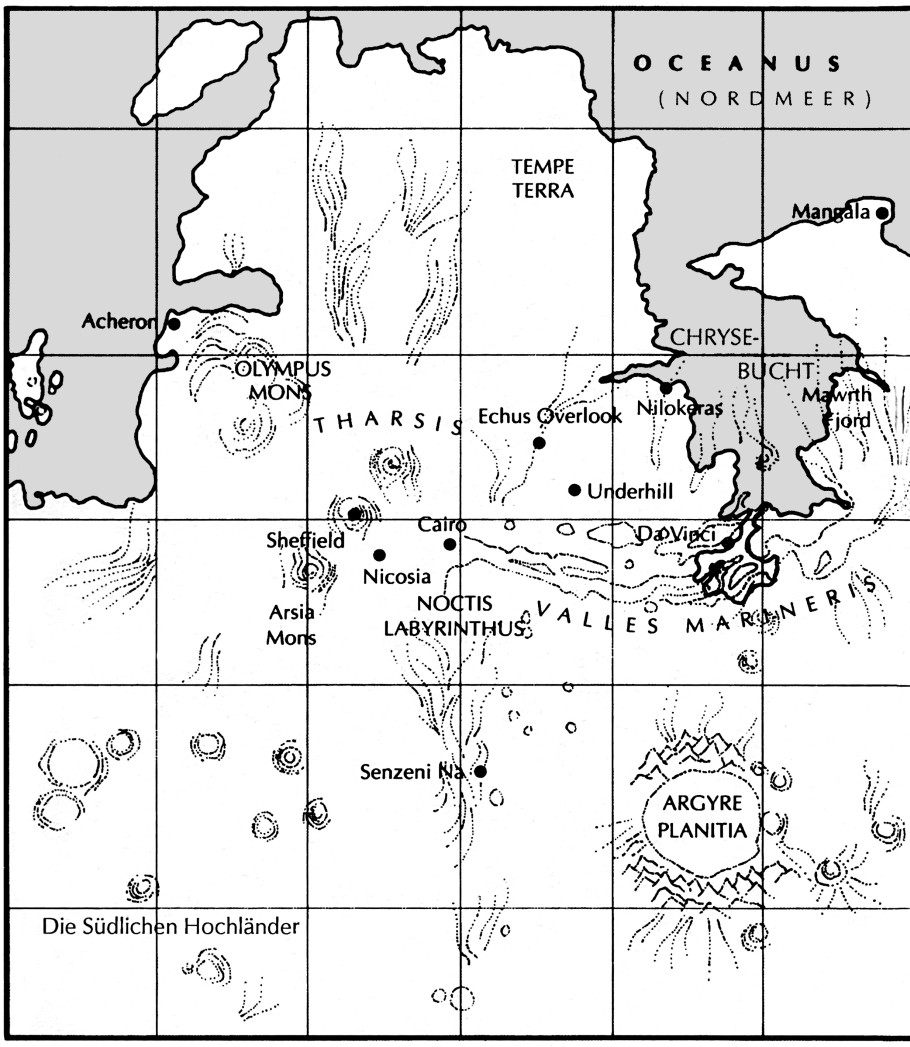 OCEANUS
(NORDMEER)
TEMPE
TERRA
Mangala
Acheron
CHRYSE-
BUCHT
OLYMPUS
MONS
Mawrth
Fjord
THARSIS
Echus Overlook
Nilokeras
Underhill
Cairo
Da Vinci
Sheffield
Nicosia
NOCTIS
LABYRINTHUS
VALLES MARINERIS
Arsia
Mons
Senzeni Na
ARGYRE
PLANITIA
Die Südlichen Hochländer